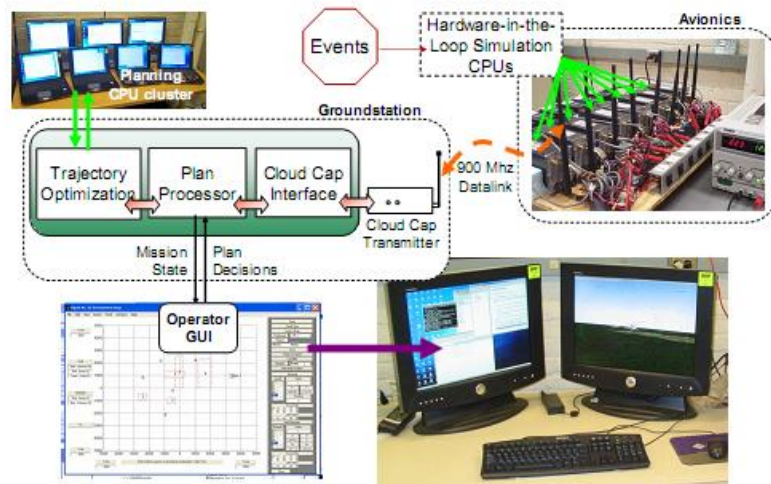 Planning
CPU cluster
Events
Hardware-in-the-
Loop Simulation
CPUs
Avionics
Groundstation
Trajectory
Optimization
Plan
Processor
Cloud Cap
Interface
900 Mhz
Datalink
Cloud Cap
Transmitter
Mission
State
Plan
Decisions
Operator
GUI